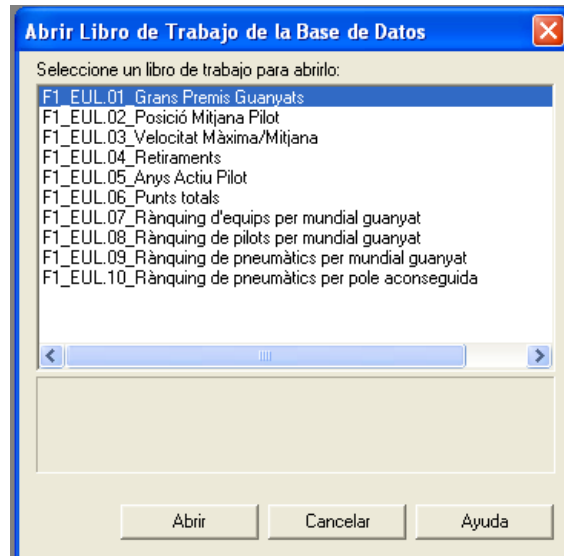 Abrir Libro de Trabajo de la Base de Datos
Seleccione un libro de trabajo para abrirlo:
F1_EUL.01_Grans Premis Guanyats
F1_EUL.02_Posició Mitjana Pilot
F1_EUL.03_Velocitat Màxima/Mitjana
F1_EUL.04_Retiraments
F1_EUL.05_Anys Actiu Pilot
F1_EUL.06_Punts totals
F1_EUL.07_Rànquing d'equips per mundial guanyat
F1_EUL.08_Rànquing de pilots per mundial guanyat
F1_EUL.09_Rànquing de pneumàtics per mundial guanyat
F1_EUL.10_Rànquing de pneumàtics per pole aconseguida
Abrir Cancelar Ayuda